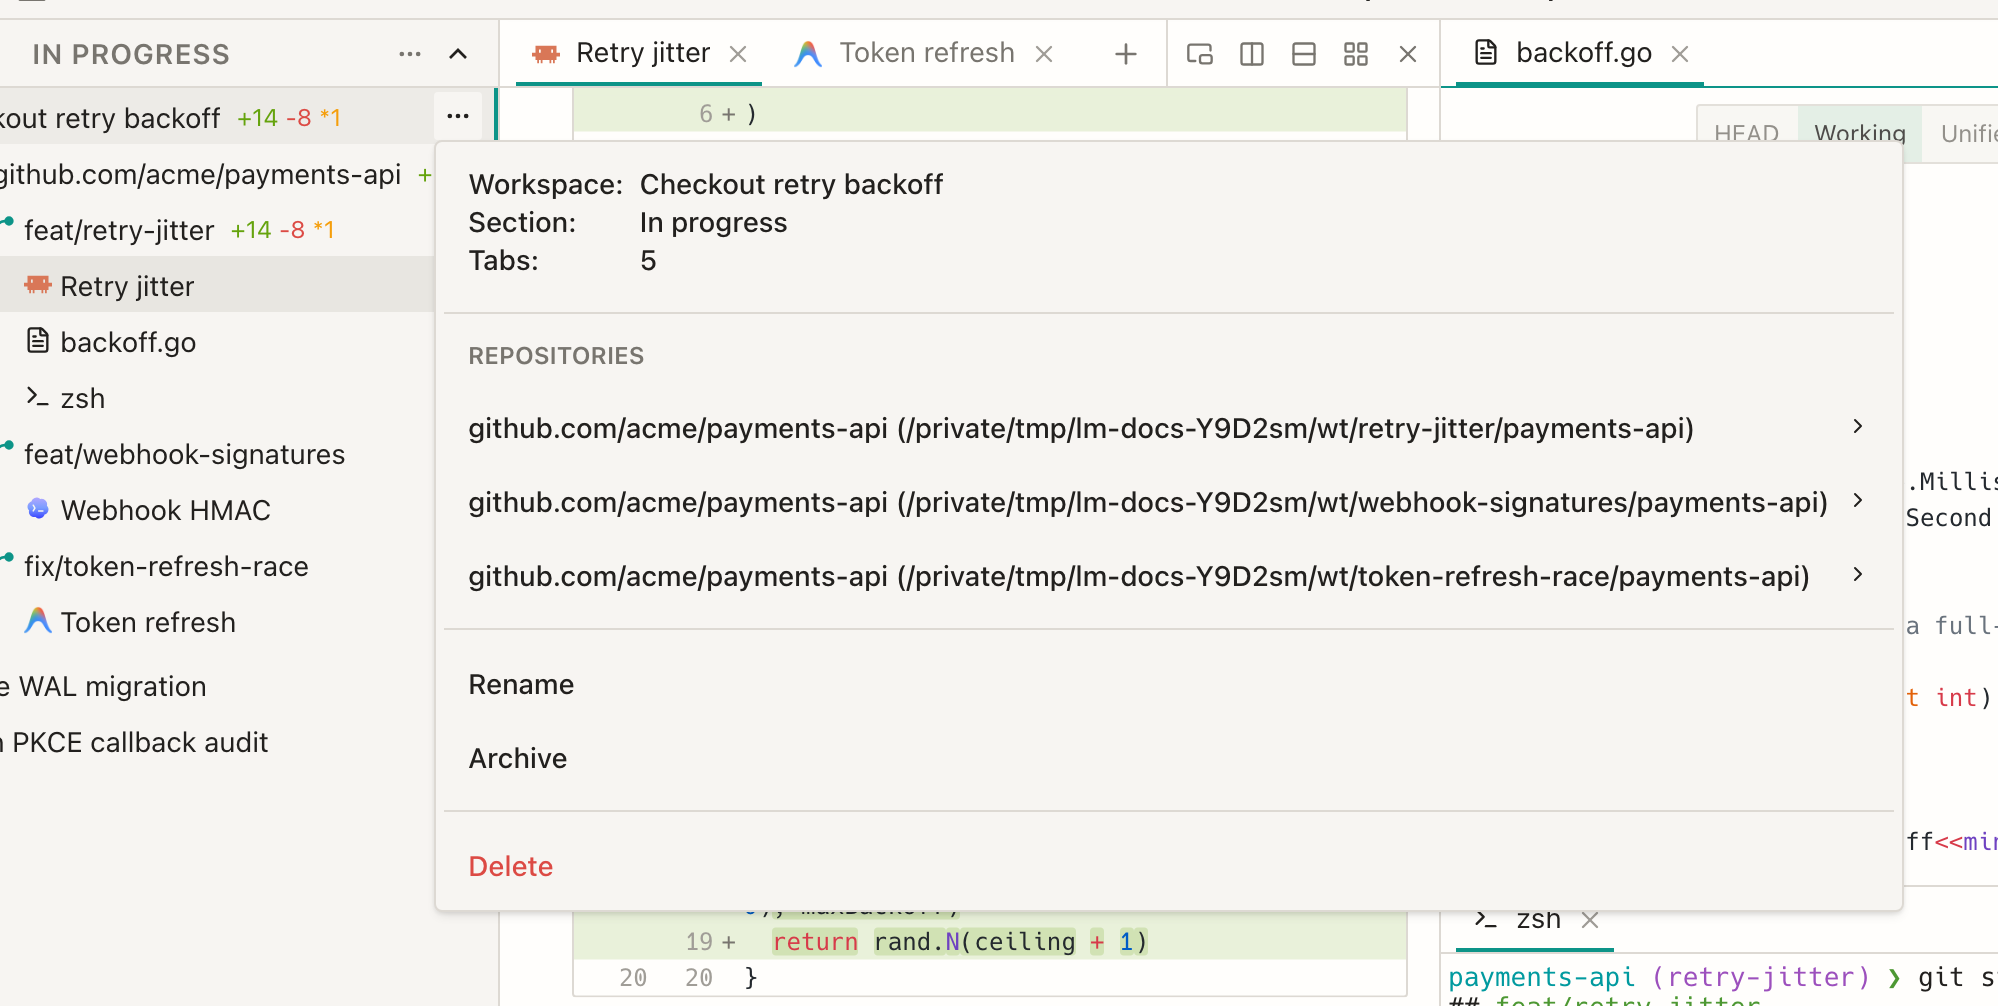 IN PROGRESS
retry backoff +14 -8 *1
github.com/acme/payments-api +
feat/retry-jitter +14 -8 *1
Retry jitter
backoff.go
zsh
feat/webhook-signatures
Webhook HMAC
fix/token-refresh-race
Token refresh
WAL migration
PKCE callback audit
Retry jitter
Token refresh
backoff.go
6 + )
HEAD Working
Workspace: Checkout retry backoff
Section: In progress
Tabs: 5
REPOSITORIES
github.com/acme/payments-api (/private/tmp/lm-docs-Y9D2sm/wt/retry-jitter/payments-api)
github.com/acme/payments-api (/private/tmp/lm-docs-Y9D2sm/wt/webhook-signatures/payments-api)
github.com/acme/payments-api (/private/tmp/lm-docs-Y9D2sm/wt/token-refresh-race/payments-api)
Rename
Archive
Delete
Second
a full-
t int)
ff<<min
19 + return rand.N(ceiling + 1)
20 20 }
zsh
payments-api (retry-jitter) ❯ git s
## feat/retry-jitter